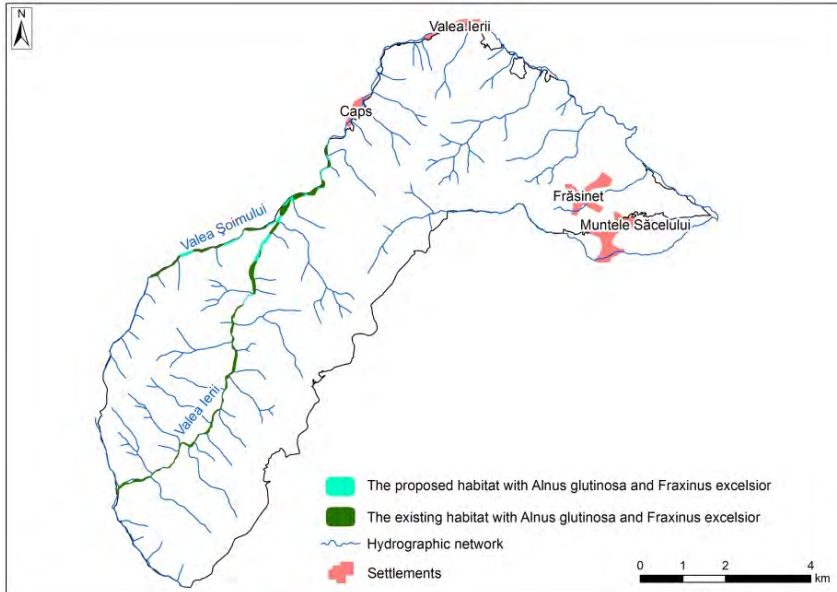 N
Valea Ierii
Caps
Frăsinet
Muntele Săcelului
Valea Șoimului
Valea Ierii
The proposed habitat with Alnus glutinosa and Fraxinus excelsior
The existing habitat with Alnus glutinosa and Fraxinus excelsior
Hydrographic network
Settlements
0 1 2 4
km